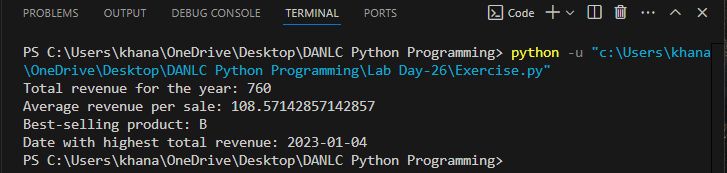 PROBLEMS OUTPUT DEBUG CONSOLE TERMINAL PORTS Code
PS C:\Users\khana\OneDrive\Desktop\DANLC Python Programming> python -u "c:\Users\khana
\OneDrive\Desktop\DANLC Python Programming\Lab Day-26\Exercise.py"
Total revenue for the year: 760
Average revenue per sale: 108.57142857142857
Best-selling product: B
Date with highest total revenue: 2023-01-04
PS C:\Users\khana\OneDrive\Desktop\DANLC Python Programming>